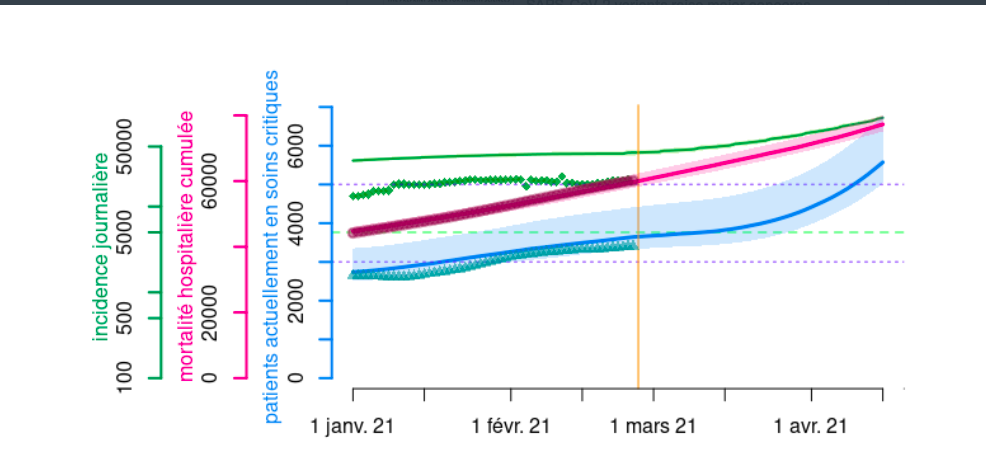 incidence journalière
100
500
5000
50000
mortalité hospitalière cumulée
0
20000
60000
patients actuellement en soins critiques
0
2000
4000
6000
1 janv. 21
1 févr. 21
1 mars 21
1 avr. 21